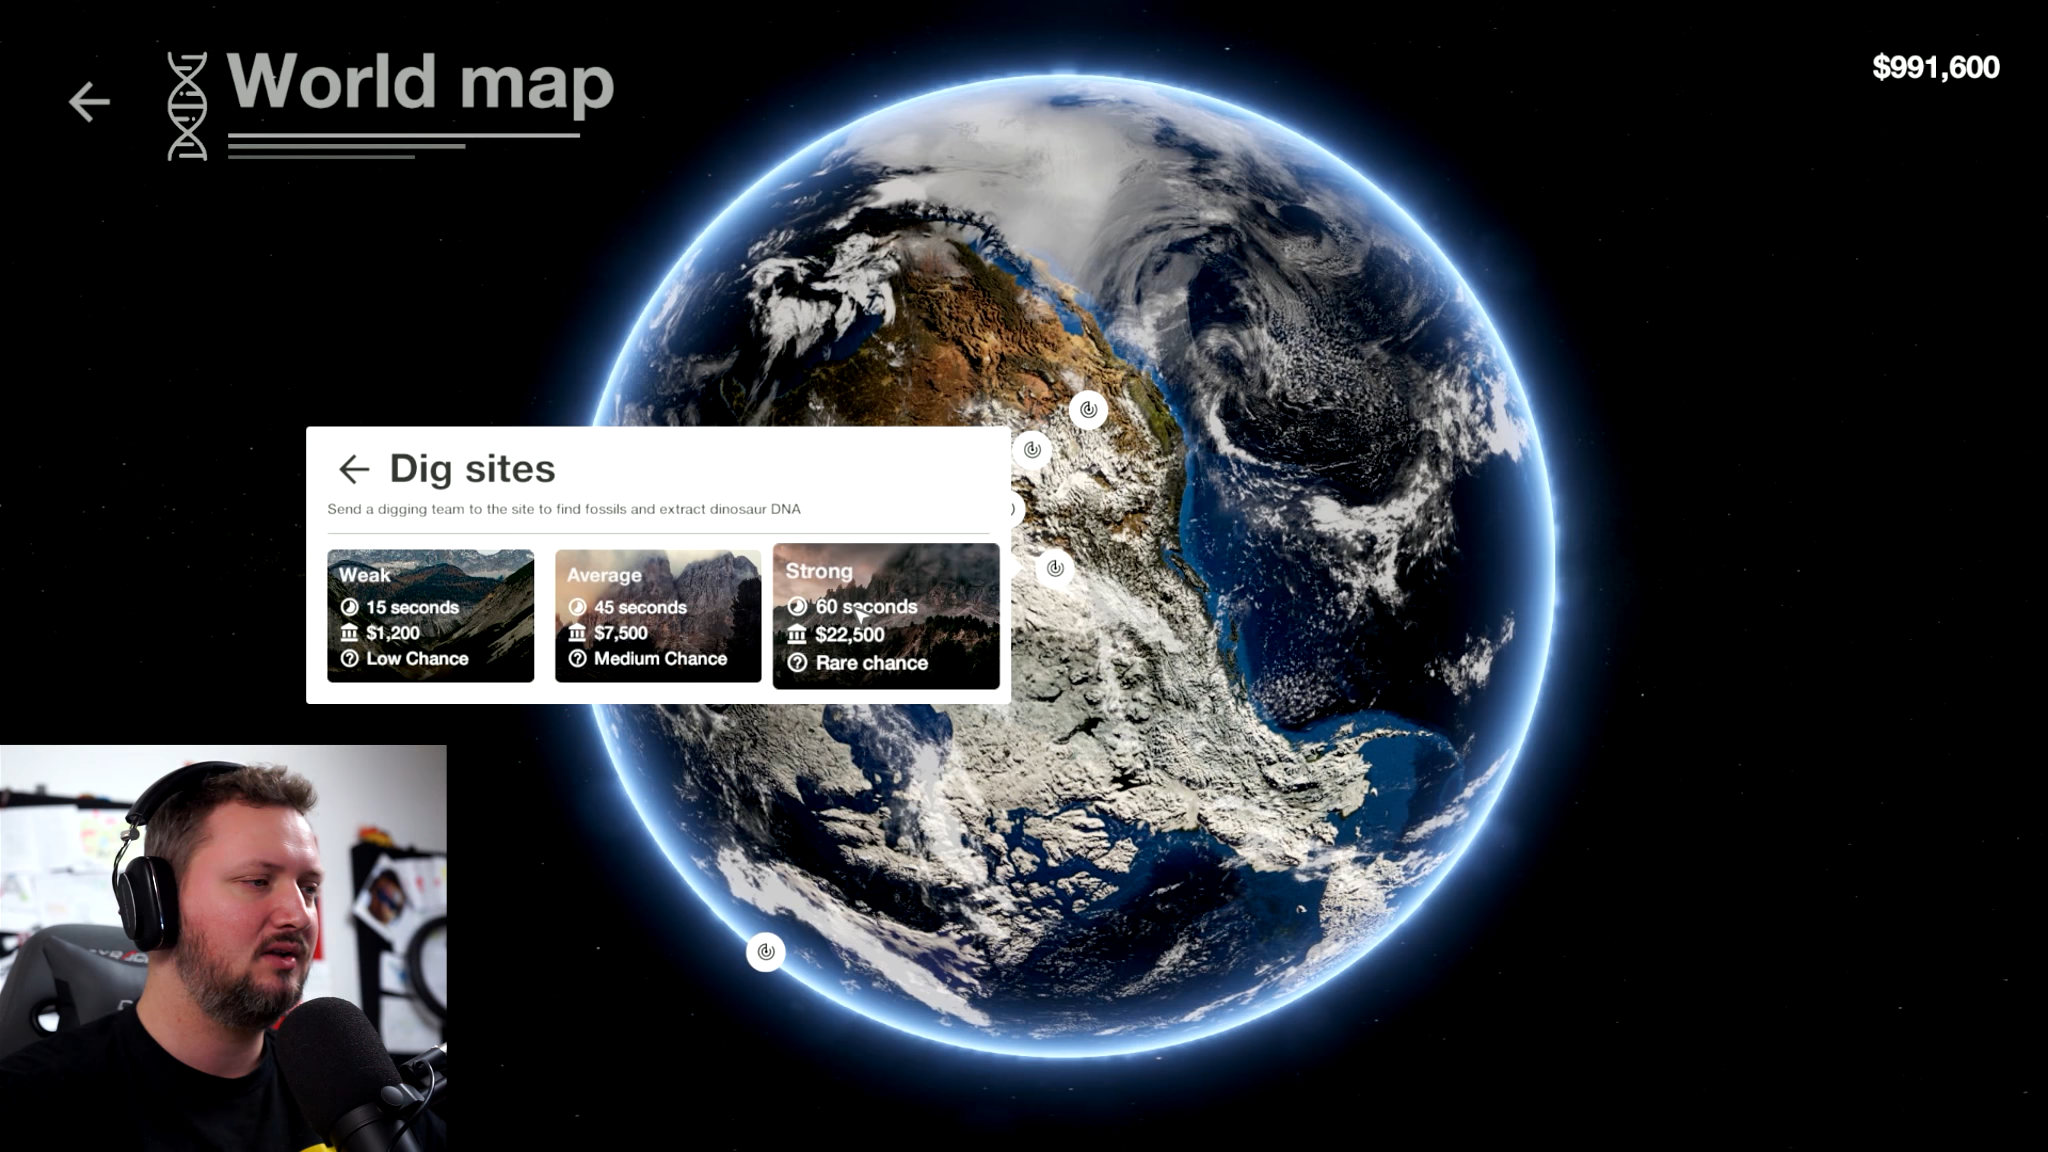 World map
$991,600
Dig sites
Send a digging team to the site to find fossils and extract dinosaur DNA
Weak
15 seconds
$1,200
Low Chance
Average
45 seconds
$7,500
Medium Chance
Strong
60 seconds
$22,500
Rare chance